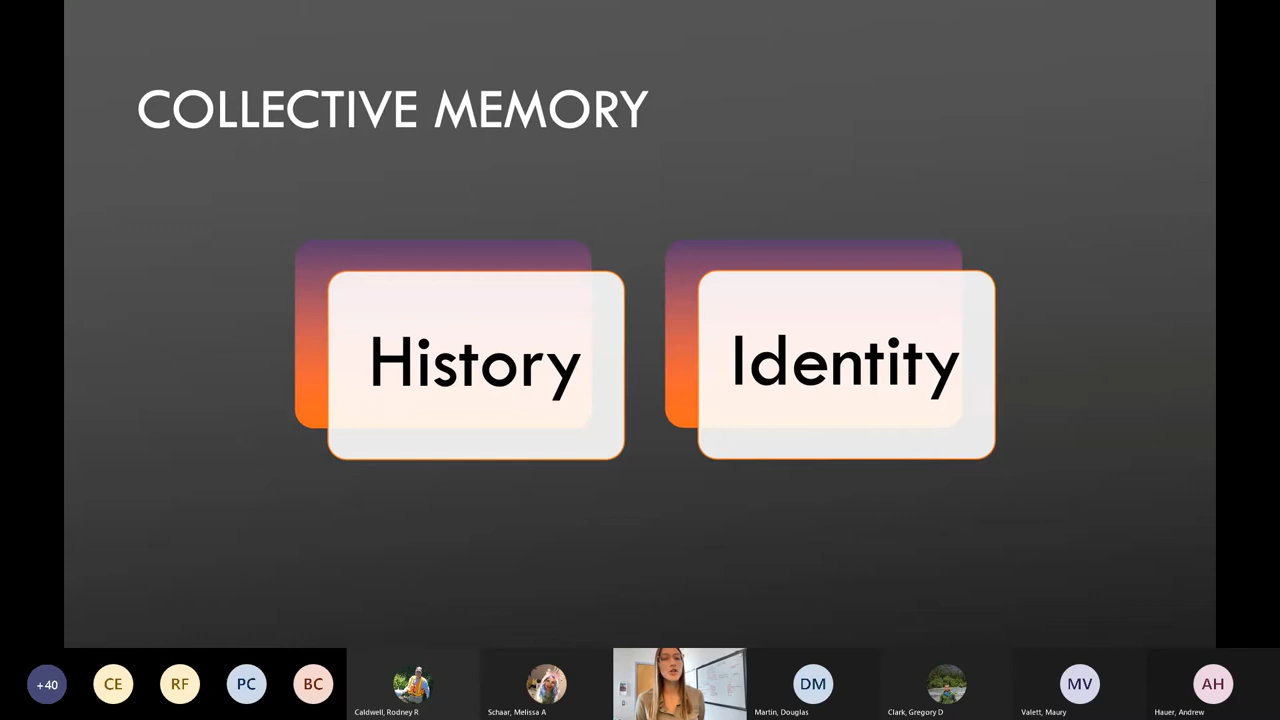 COLLECTIVE MEMORY
History
Identity
+40
CE
RF
PC
BC
Caldwell, Rodney R
Schaar, Melissa A
DM
Martin, Douglas
Clark, Gregory D
MV
Valett, Maury
AH
Hauer, Andrew